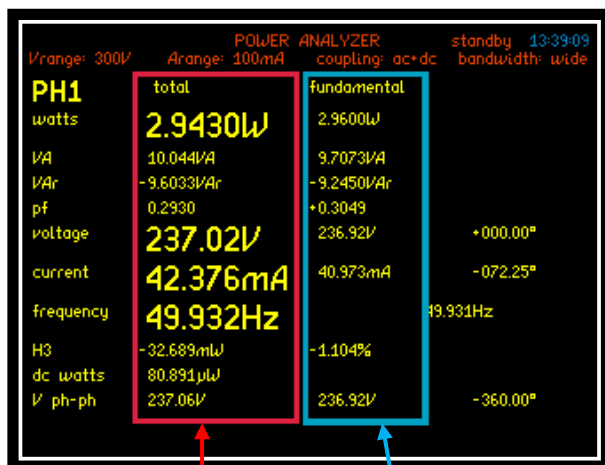 POWER ANALYZER standby 13:39:09
Vrange: 300V Arange: 100mA coupling: ac+dc bandwidth: wide
PH1 total fundamental
watts 2.9430W 2.9600W
VA 10.044VA 9.7073VA
VAr -9.6033VAr -9.2450VAr
pf 0.2930 +0.3049
voltage 237.02V 236.92V +000.00°
current 42.376mA 40.973mA -072.25°
frequency 49.932Hz 49.931Hz
H3 -32.689mW -1.104%
dc watts 80.891µW
V ph-ph 237.06V 236.92V -360.00°